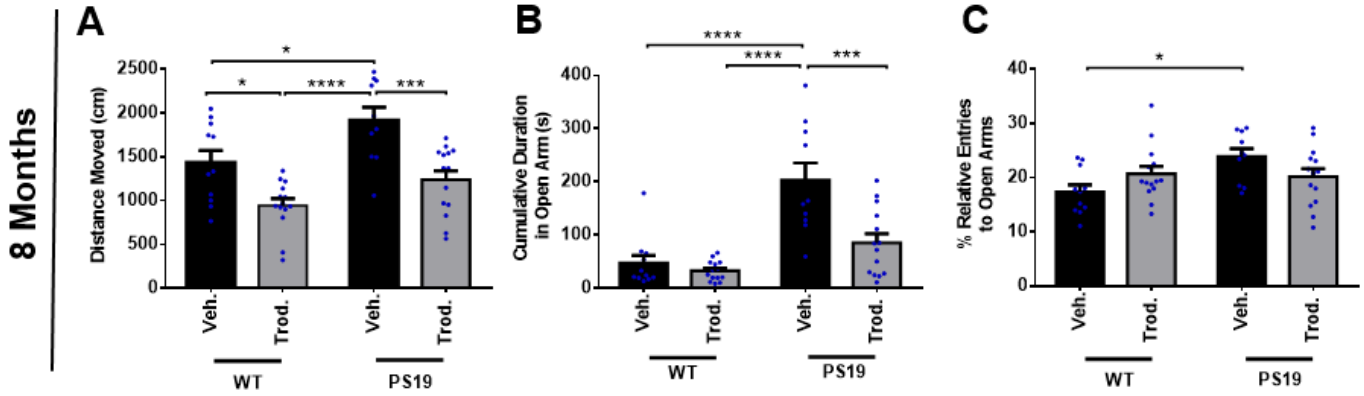 8 Months
A
Distance Moved (cm)
2500
2000
1500
1000
500
0
*
*
****
***
Veh.
Trod.
Veh.
Trod.
WT
PS19
B
Cumulative Duration
in Open Arm (s)
400
300
200
100
0
****
****
***
Veh.
Trod.
Veh.
Trod.
WT
PS19
C
% Relative Entries
to Open Arms
40
30
20
10
0
*
Veh.
Trod.
Veh.
Trod.
WT
PS19